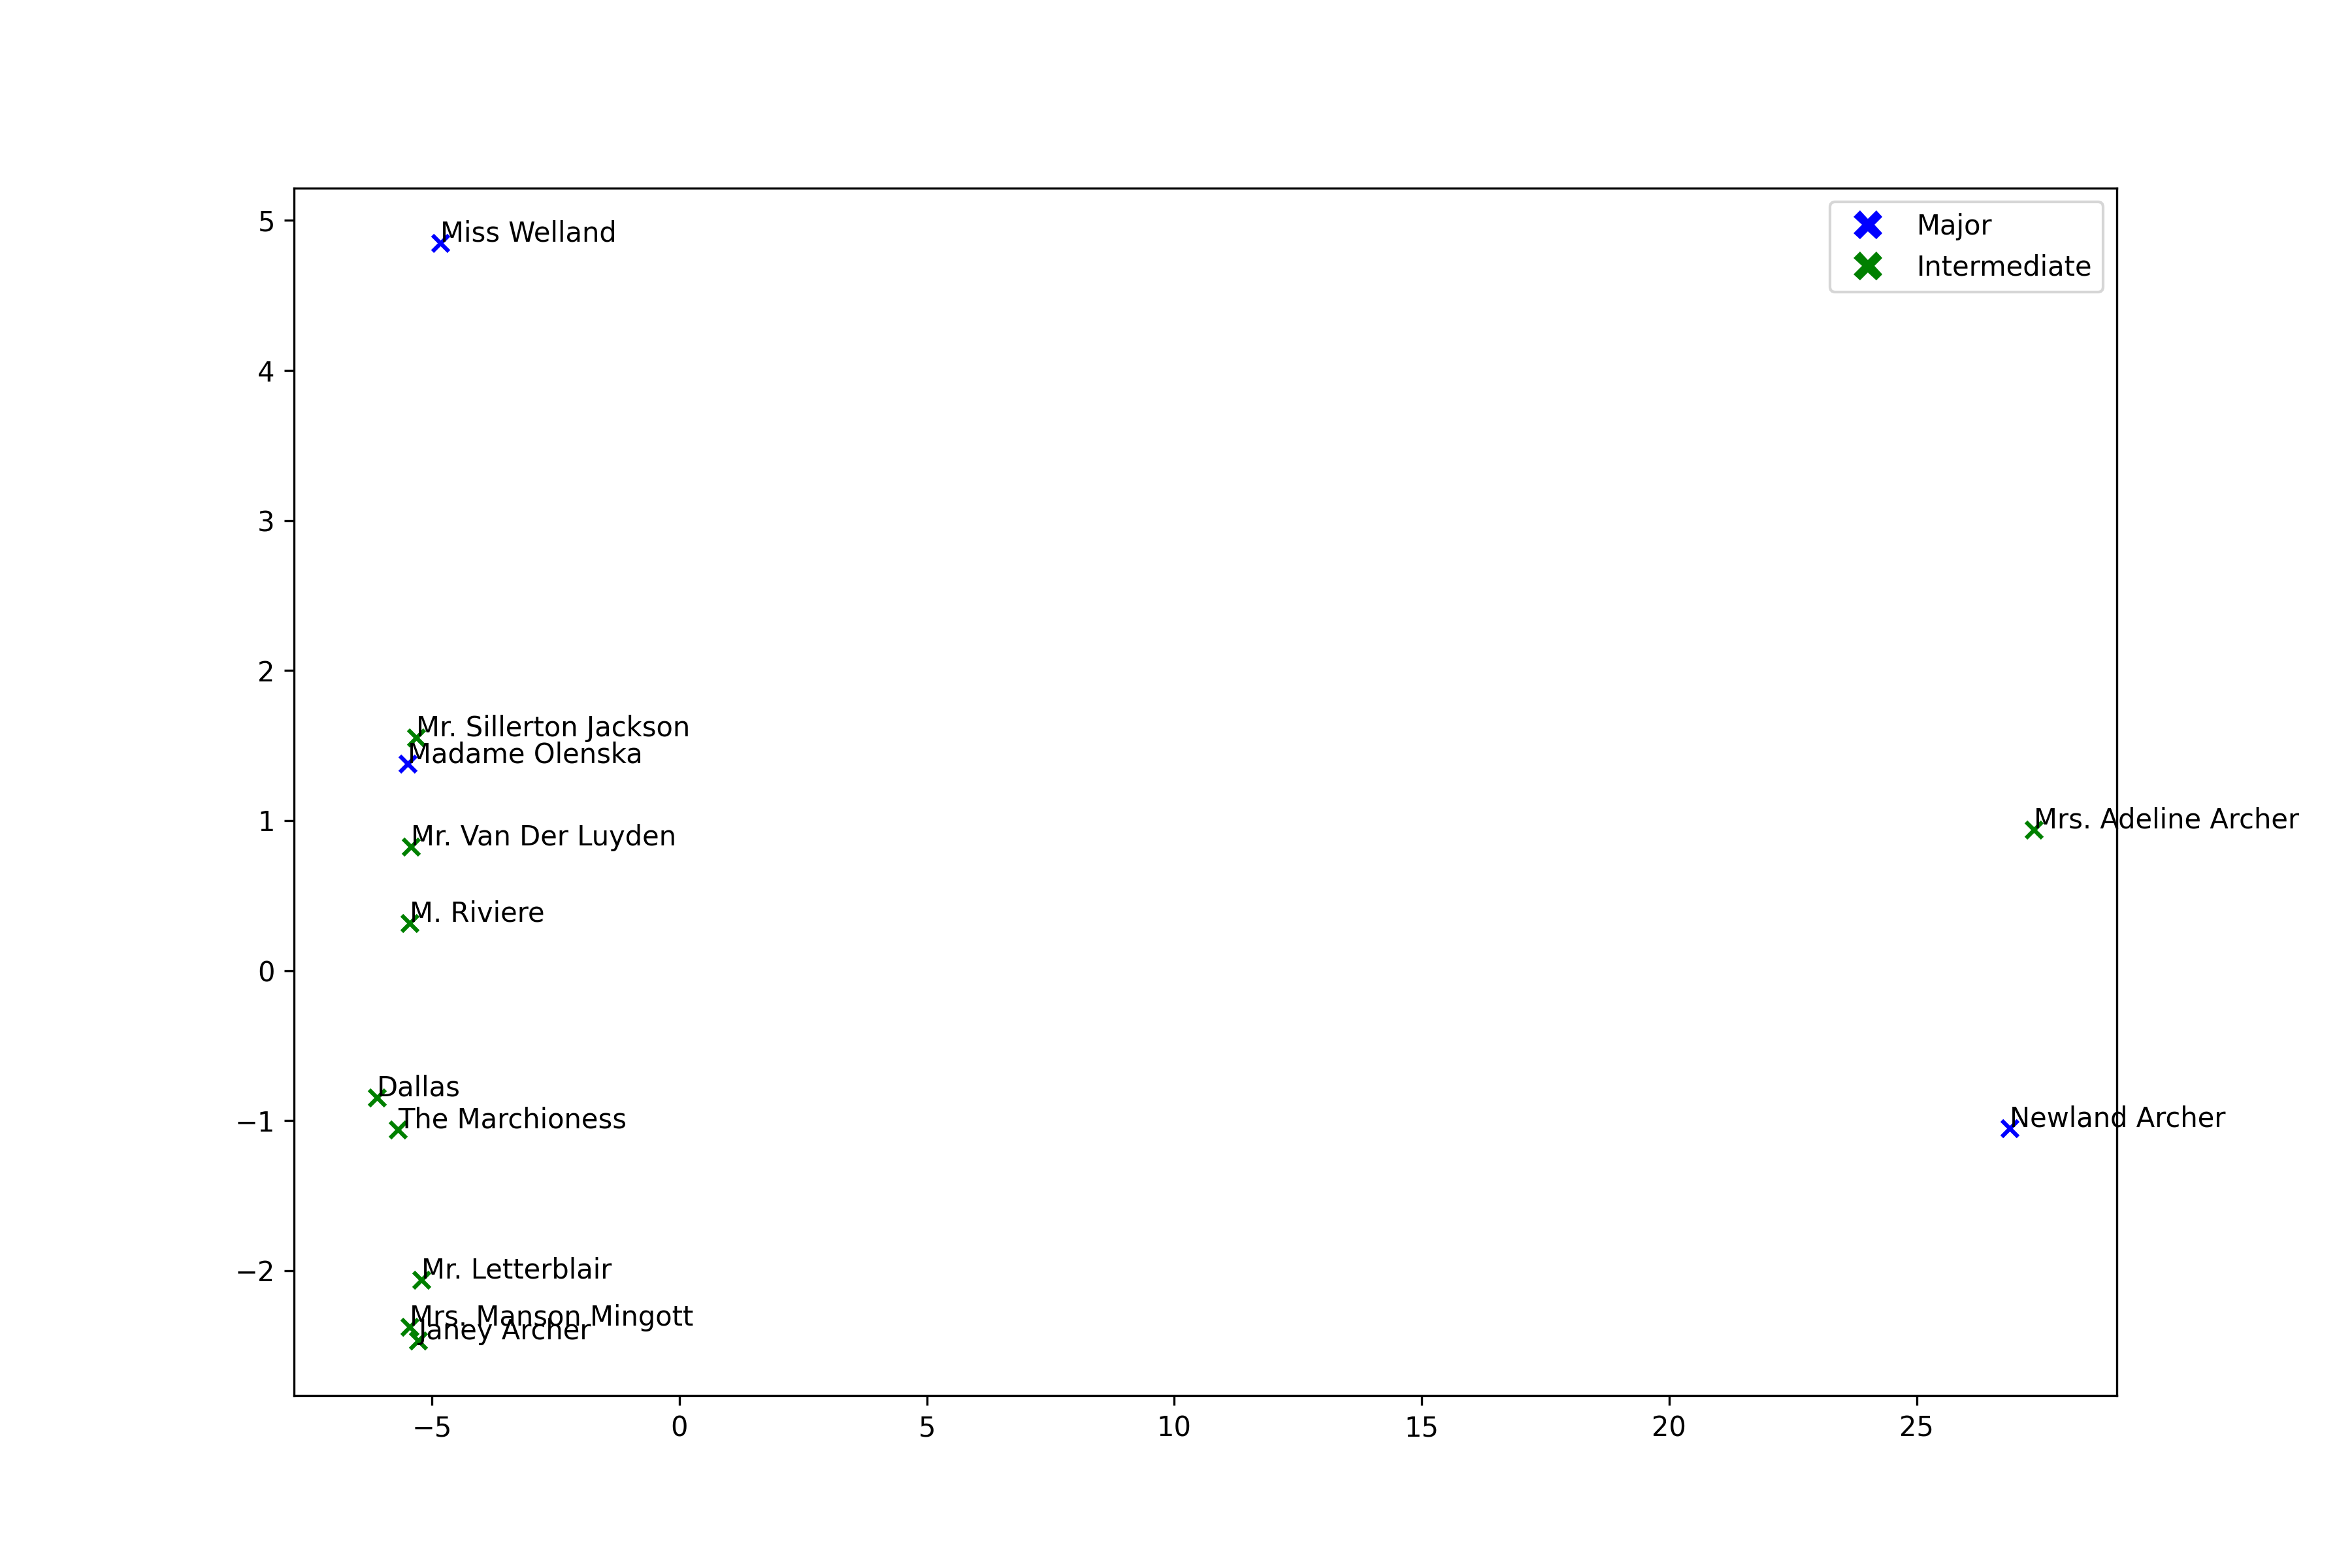 5
Miss Welland
Major
Intermediate
4
3
2
Mr. Sillerton Jackson
Madame Olenska
1
Mrs. Adeline Archer
Mr. Van Der Luyden
M. Riviere
0
Dallas
−1
The Marchioness
Newland Archer
−2
Mr. Letterblair
Mrs. Manson Mingott
Janey Archer
−5 0 5 10 15 20 25